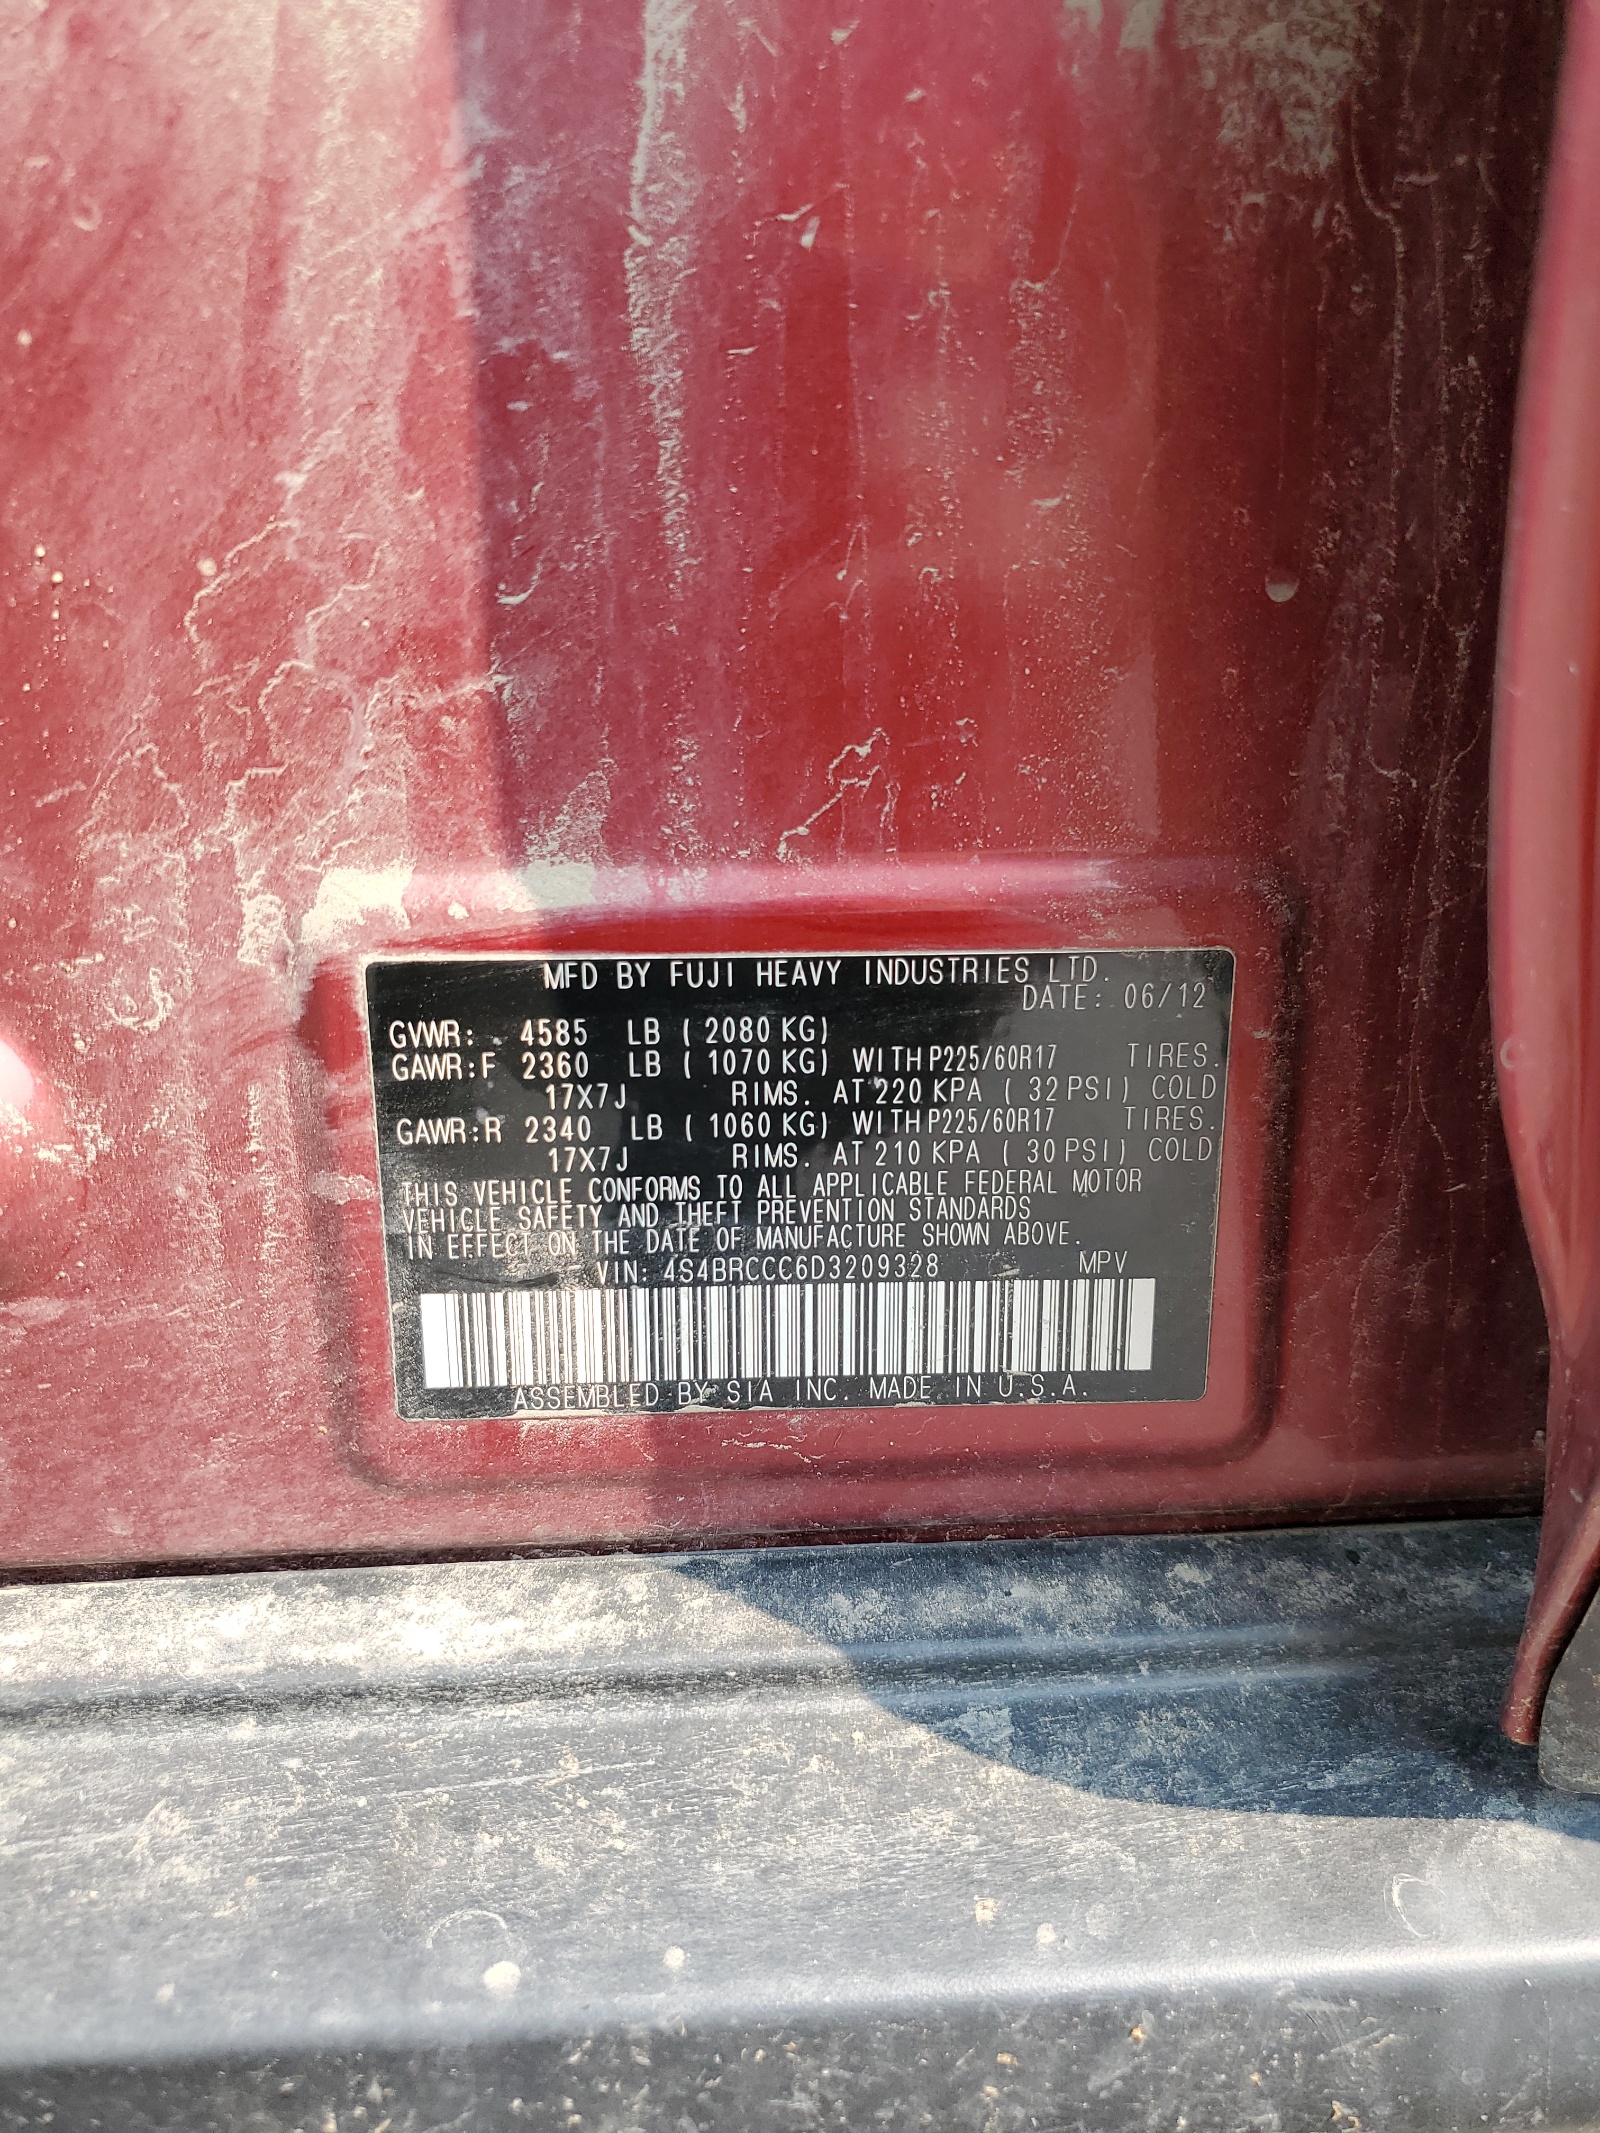 MFD BY FUJI HEAVY INDUSTRIES LTD.
DATE: 06/12
GVWR: 4585 LB ( 2080 KG)
GAWR:F 2360 LB ( 1070 KG) WITH P225/60R17 TIRES.
17X7J RIMS. AT 220 KPA ( 32 PSI) COLD
GAWR:R 2340 LB ( 1060 KG) WITH P225/60R17 TIRES.
17X7J RIMS. AT 210 KPA ( 30 PSI) COLD
THIS VEHICLE CONFORMS TO ALL APPLICABLE FEDERAL MOTOR
VEHICLE SAFETY AND THEFT PREVENTION STANDARDS
IN EFFECT ON THE DATE OF MANUFACTURE SHOWN ABOVE.
VIN: 4S4BRCCC6D3209328 MPV
ASSEMBLED BY SIA INC. MADE IN U.S.A.